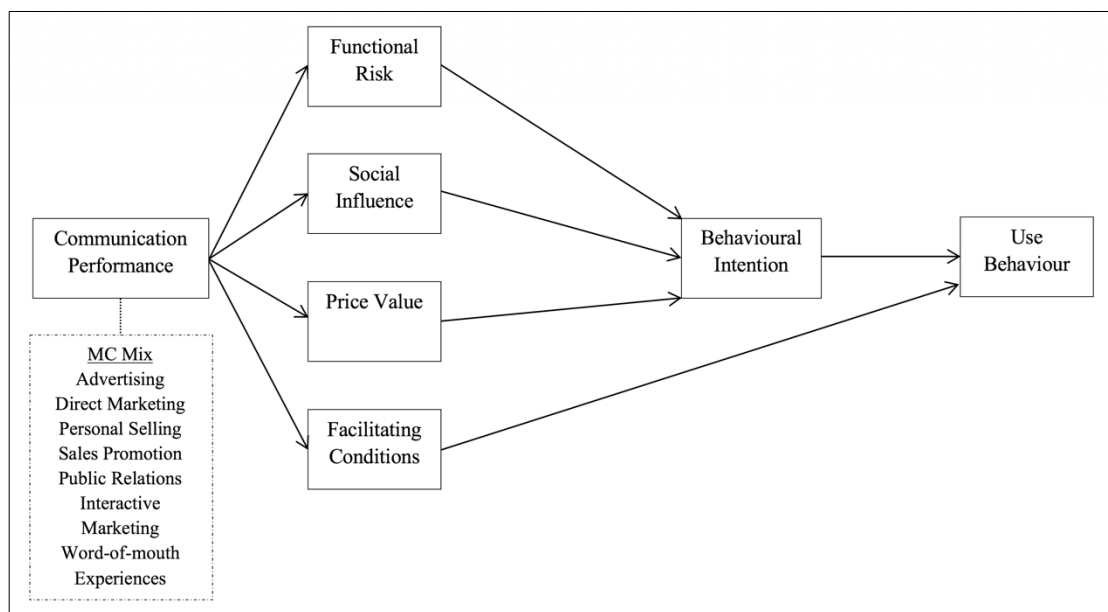 Functional
Risk
Social
Influence
Communication
Performance
Behavioural
Intention
Use
Behaviour
Price Value
MC Mix
Advertising
Direct Marketing
Personal Selling
Sales Promotion
Public Relations
Interactive
Marketing
Word-of-mouth
Experiences
Facilitating
Conditions